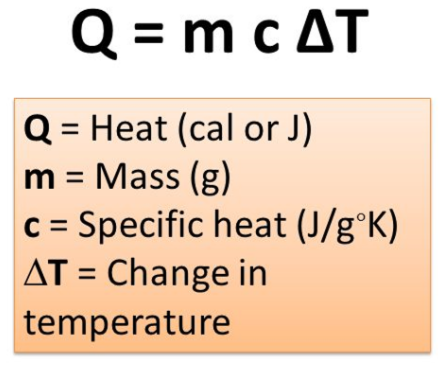 Q = m c ΔT
Q = Heat (cal or J)
m = Mass (g)
c = Specific heat (J/g°K)
ΔT = Change in
temperature